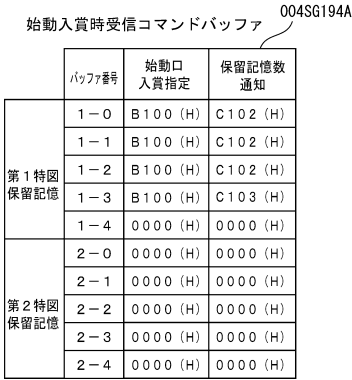 004SG194A
始動入賞時受信コマンドバッファ
バッファ番号 始動口入賞指定 保留記憶数通知
第1特図保留記憶
1-0 B100(H) C102(H)
1-1 B100(H) C102(H)
1-2 B100(H) C102(H)
1-3 B100(H) C103(H)
1-4 0000(H) 0000(H)
第2特図保留記憶
2-0 0000(H) 0000(H)
2-1 0000(H) 0000(H)
2-2 0000(H) 0000(H)
2-3 0000(H) 0000(H)
2-4 0000(H) 0000(H)